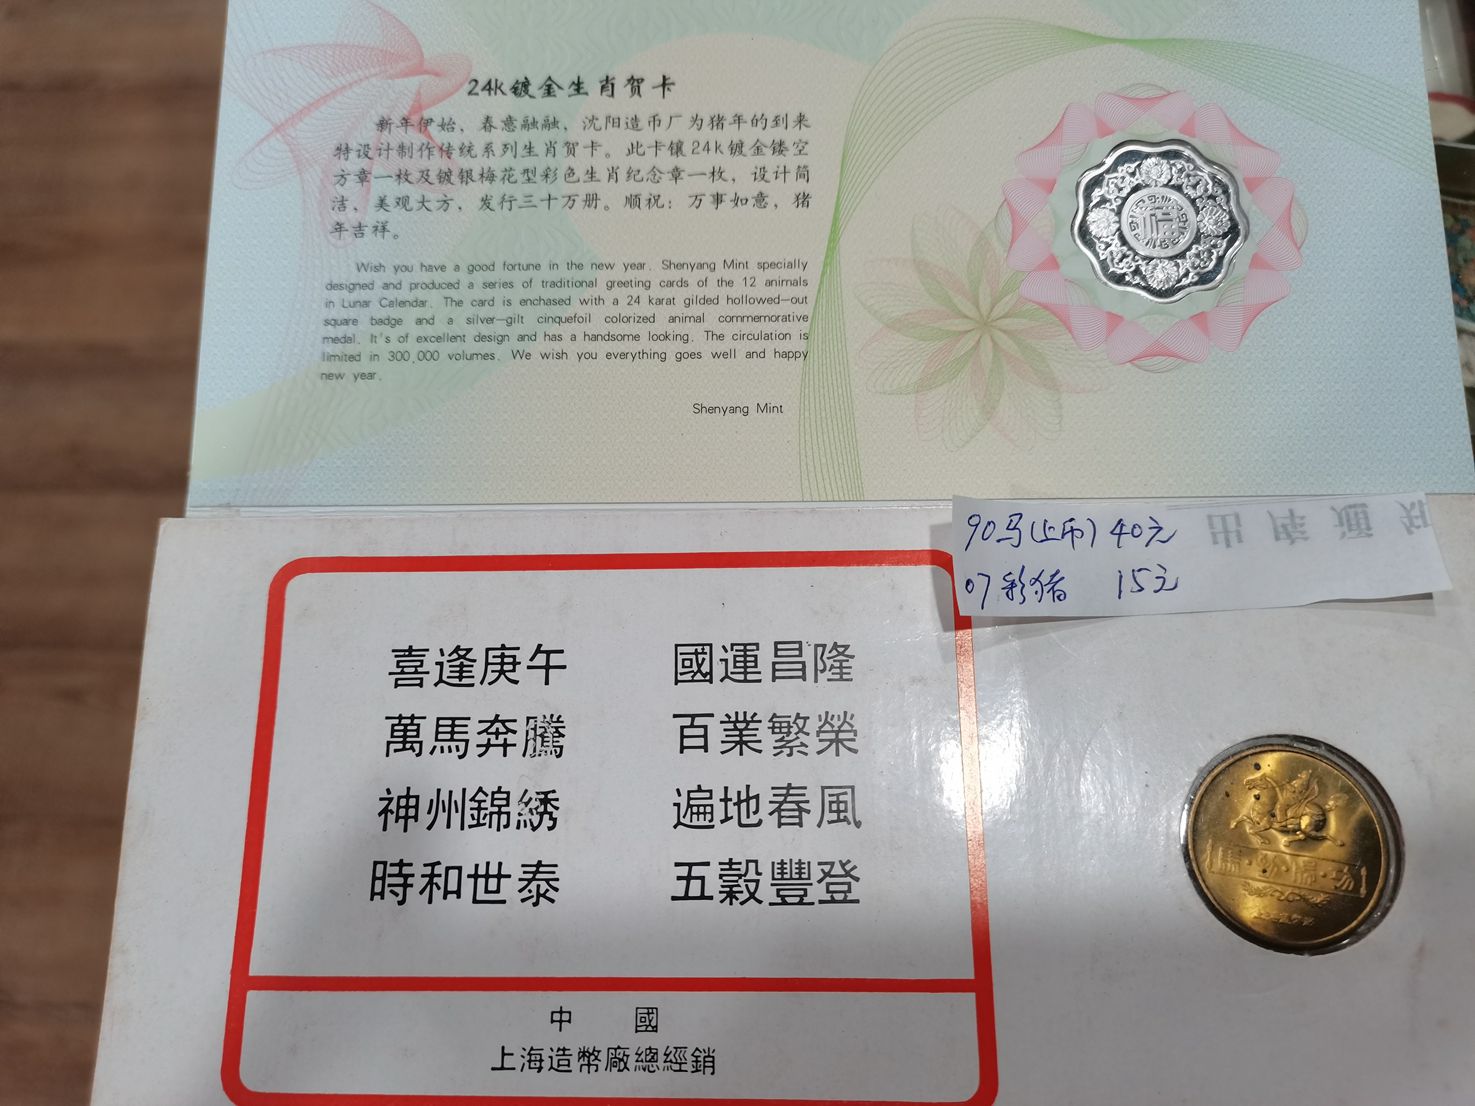 24k镀金生肖贺卡
新年伊始，春意融融，沈阳造币厂为猪年的到来
特设计制作传统系列生肖贺卡。此卡镶24k镀金镂空
方章一枚及镀银梅花型彩色生肖纪念章一枚，设计简
洁，美观大方，发行三十万册。顺祝：万事如意，猪
年吉祥。
Wish you have a good fortune in the new year. Shenyang Mint specially
designed and produced a series of traditional greeting cards of the 12 animals
in Lunar Calendar. The card is enchased with a 24 karat gilded hollowed-out
square badge and a silver-gilt cinquefoil colorized animal commemorative
medal. It's of excellent design and has a handsome looking. The circulation is
limited in 300,000 volumes. We wish you everything goes well and happy
new year.
Shenyang Mint
福
90马(上币) 40元
07彩猪 15元
出库通
喜逢庚午 國運昌隆
萬馬奔騰 百業繁榮
神州錦綉 遍地春風
時和世泰 五穀豐登
中 國
上海造幣廠總經銷